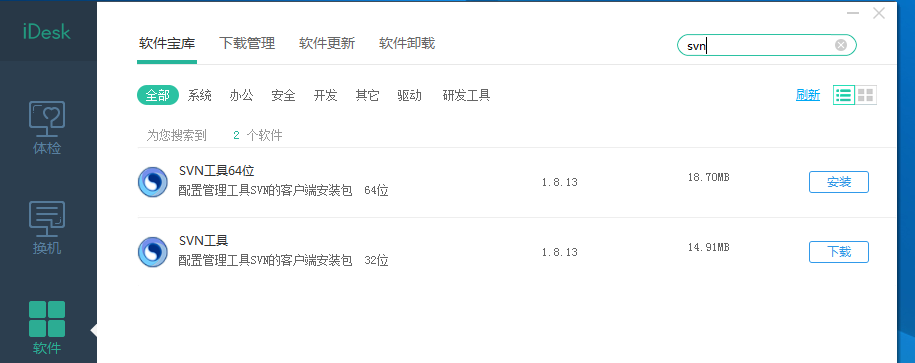 iDesk
软件宝库 下载管理 软件更新 软件卸载
svn
全部 系统 办公 安全 开发 其它 驱动 研发工具 刷新
体检
为您搜索到 2 个软件
SVN工具64位
配置管理工具SVN的客户端安装包 64位
1.8.13
18.70MB
安装
换机
SVN工具
配置管理工具SVN的客户端安装包 32位
1.8.13
14.91MB
下载
软件